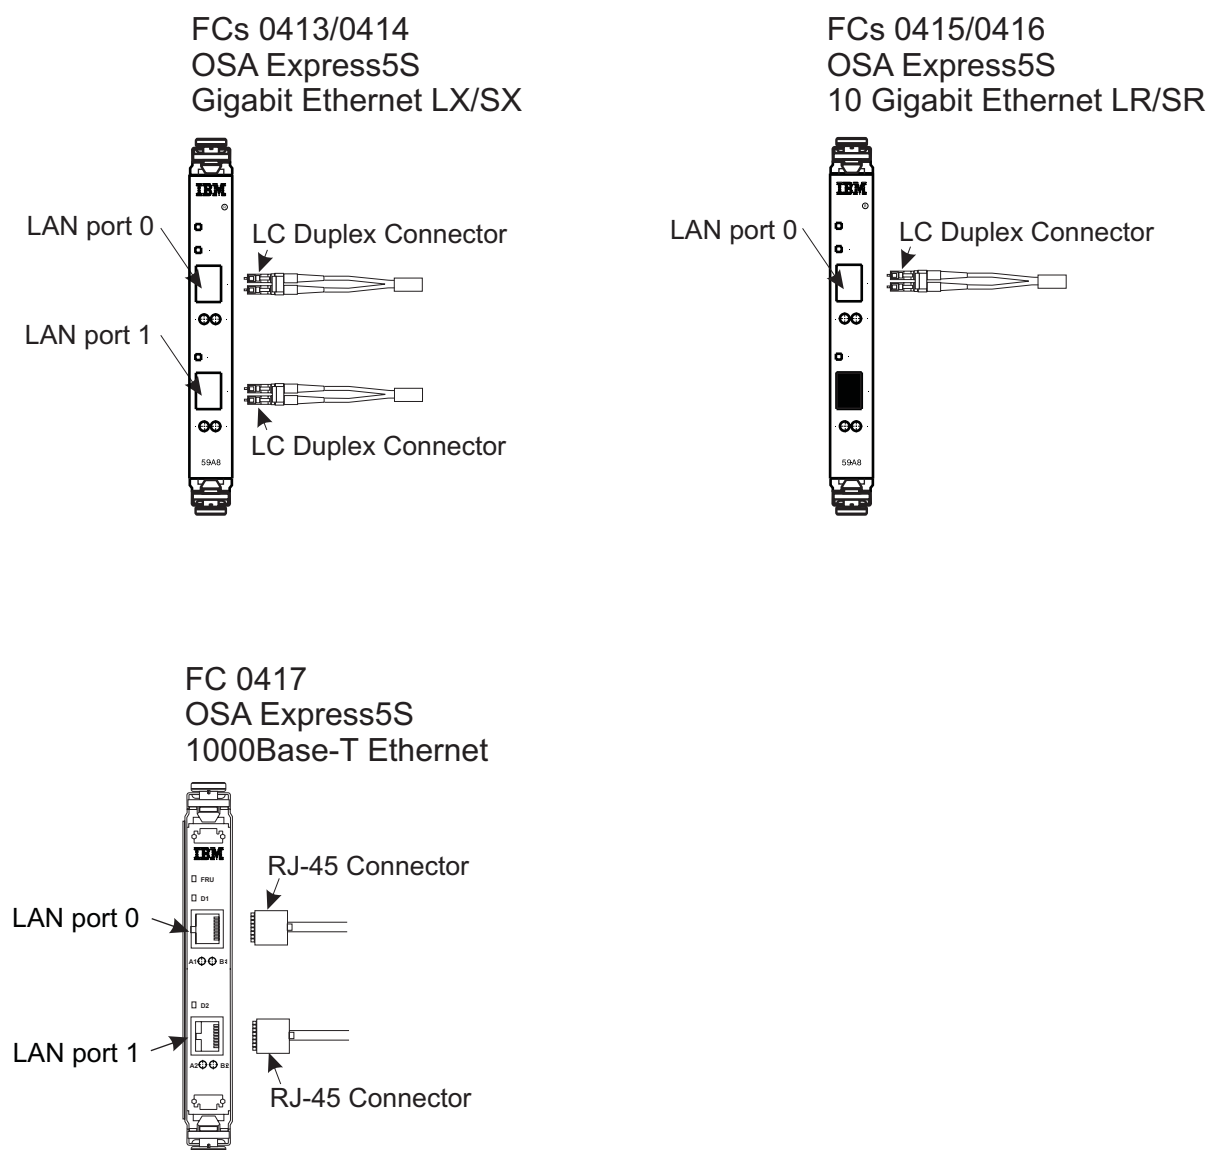 FCs 0413/0414
OSA Express5S
Gigabit Ethernet LX/SX
IBM
LAN port 0
LC Duplex Connector
LAN port 1
LC Duplex Connector
59A8
FCs 0415/0416
OSA Express5S
10 Gigabit Ethernet LR/SR
IBM
LAN port 0
LC Duplex Connector
59A8
FC 0417
OSA Express5S
1000Base-T Ethernet
IBM
RJ-45 Connector
FRU
D1
LAN port 0
A1 B1
D2
LAN port 1
A2 B2
RJ-45 Connector